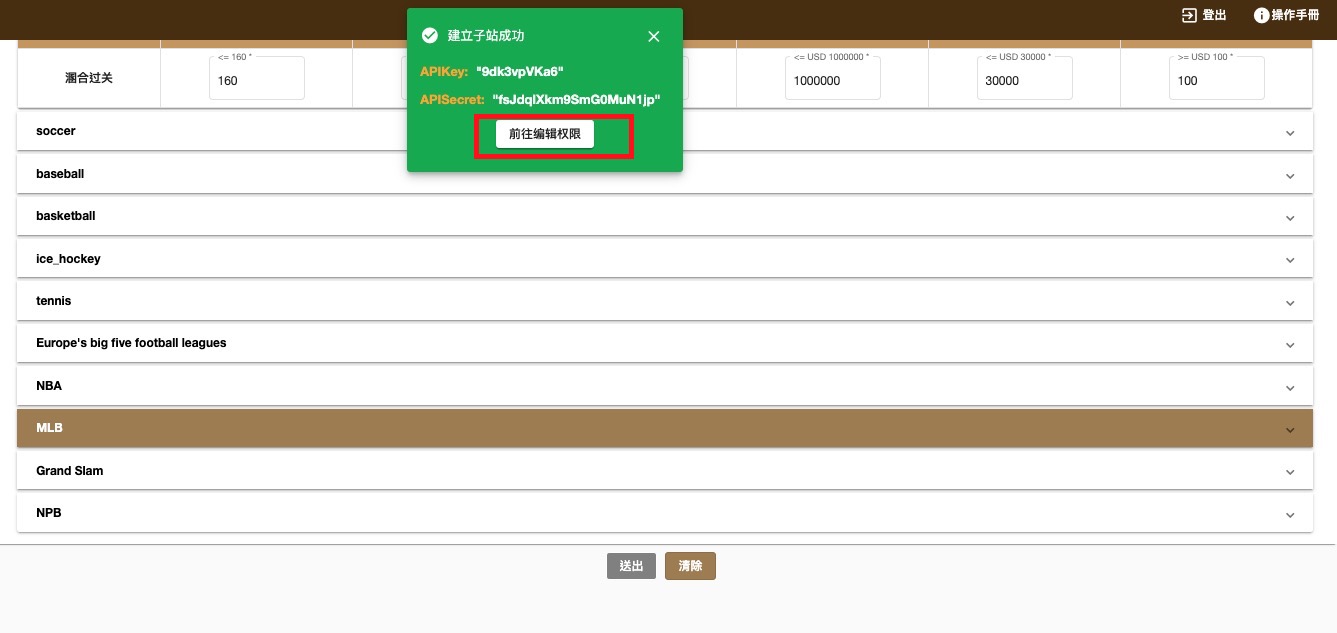 登出
操作手冊
建立子站成功
APIKey: "9dk3vpVKa6"
APISecret: "fsJdqlXkm9SmG0MuN1jp"
前往编辑权限
<= 160 *
<= USD 1000000 *
<= USD 30000 *
>= USD 100 *
溷合过关
160
1000000
30000
100
soccer
baseball
basketball
ice_hockey
tennis
Europe's big five football leagues
NBA
MLB
Grand Slam
NPB
送出
清除